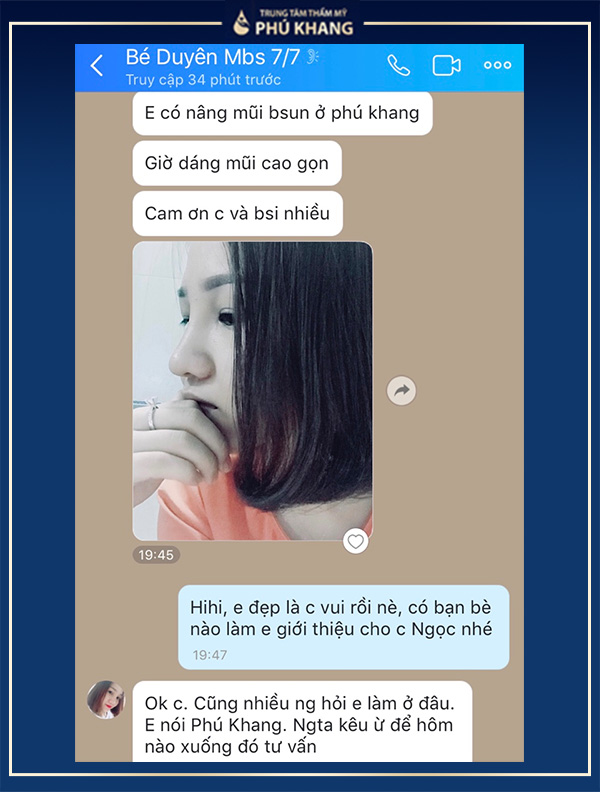 TRUNG TÂM THẨM MỸ
PHÚ KHANG
Bé Duyên Mbs 7/7
Truy cập 34 phút trước
E có nâng mũi bsun ở phú khang
Giờ dáng mũi cao gọn
Cam ơn c và bsi nhiều
19:45
Hihi, e đẹp là c vui rồi nè, có bạn bè
nào làm e giới thiệu cho c Ngọc nhé
19:47
Ok c. Cũng nhiều ng hỏi e làm ở đâu.
E nói Phú Khang. Ngta kêu ừ để hôm
nào xuống đó tư vấn